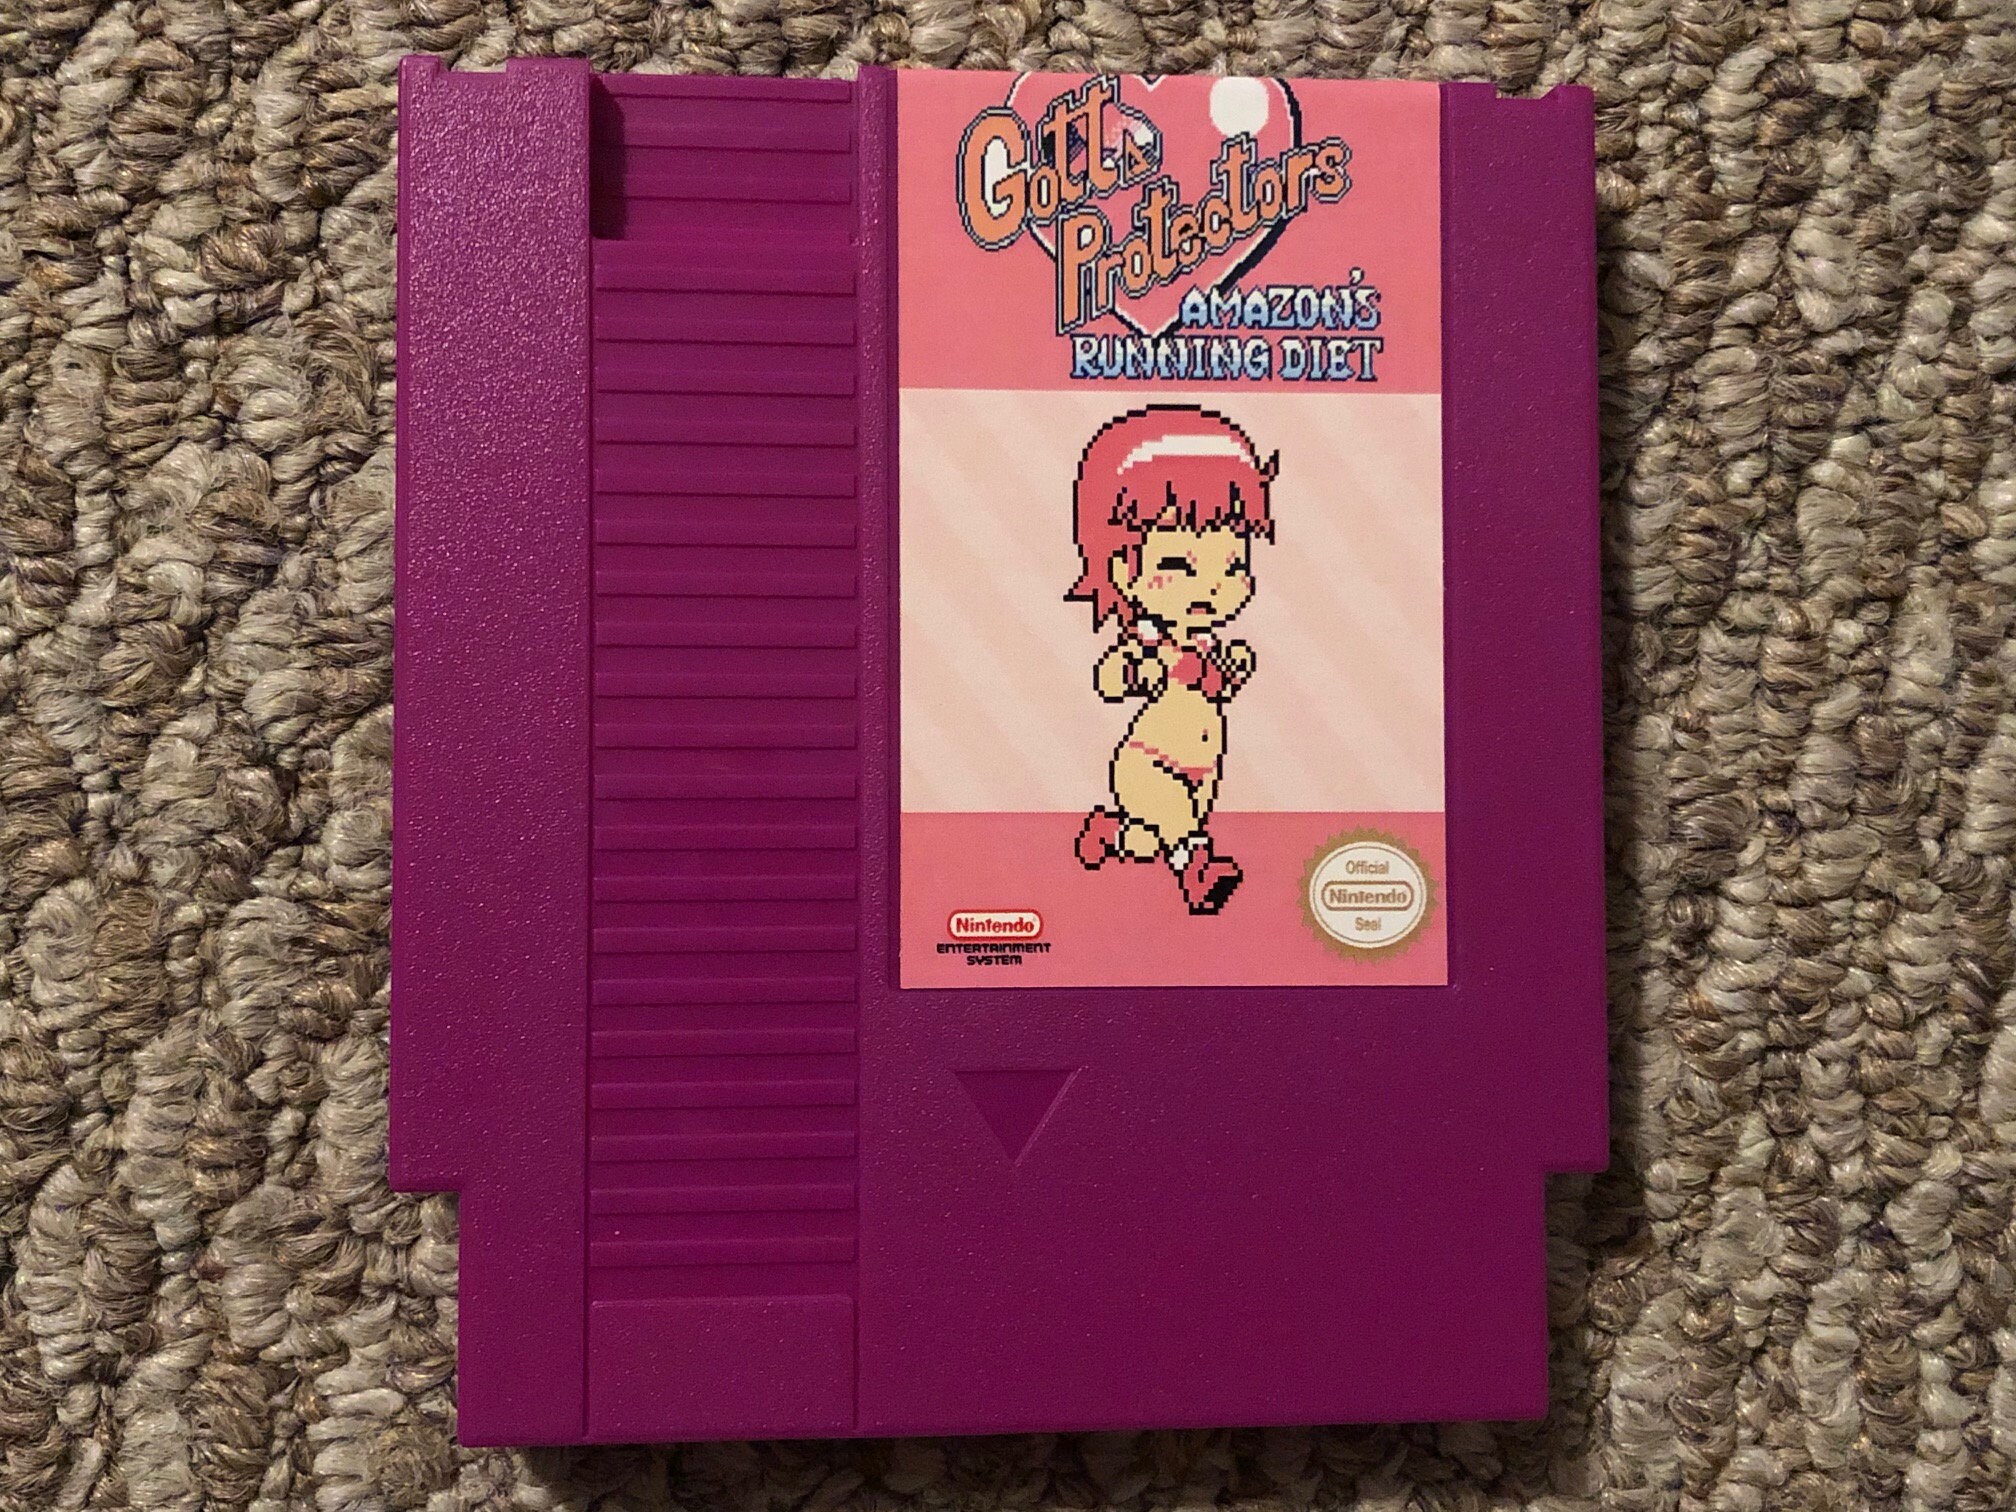 Gotta
Protectors
AMAZON'S
RUNNING DIET
Nintendo
ENTERTAINMENT
SYSTEM
Official
Nintendo
Seal